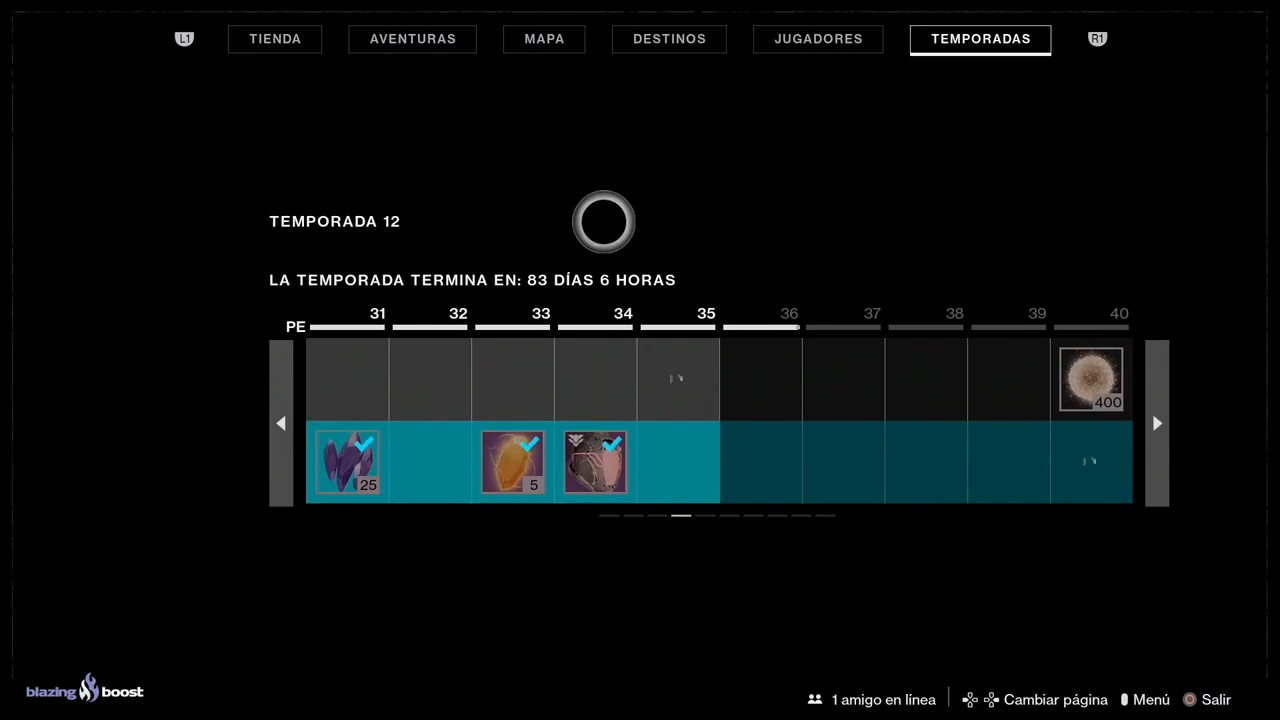 L1 TIENDA AVENTURAS MAPA DESTINOS JUGADORES TEMPORADAS R1
TEMPORADA 12
LA TEMPORADA TERMINA EN: 83 DÍAS 6 HORAS
31 32 33 34 35 36 37 38 39 40
PE
400
25 5
blazing boost
1 amigo en línea Cambiar página Menú Salir